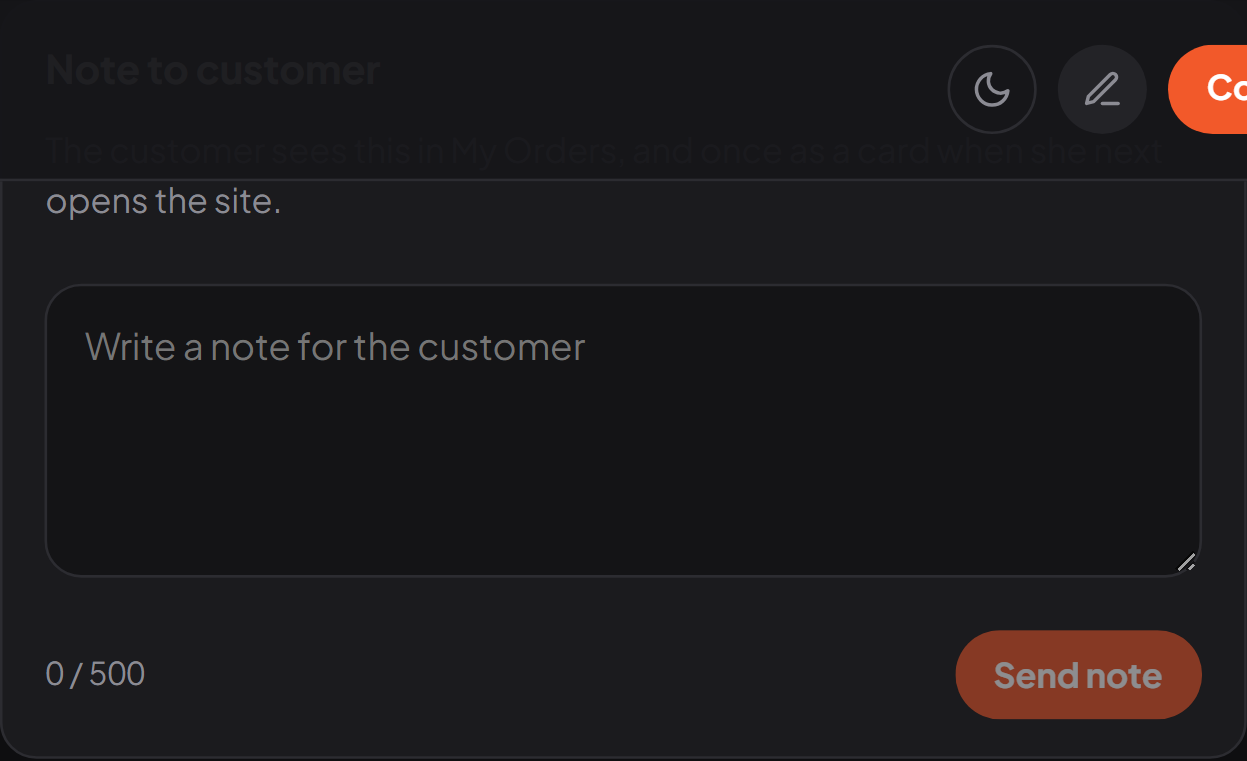 Note to customer
Co
The customer sees this in My Orders, and once as a card when she next
opens the site.
Write a note for the customer
0 / 500
Send note